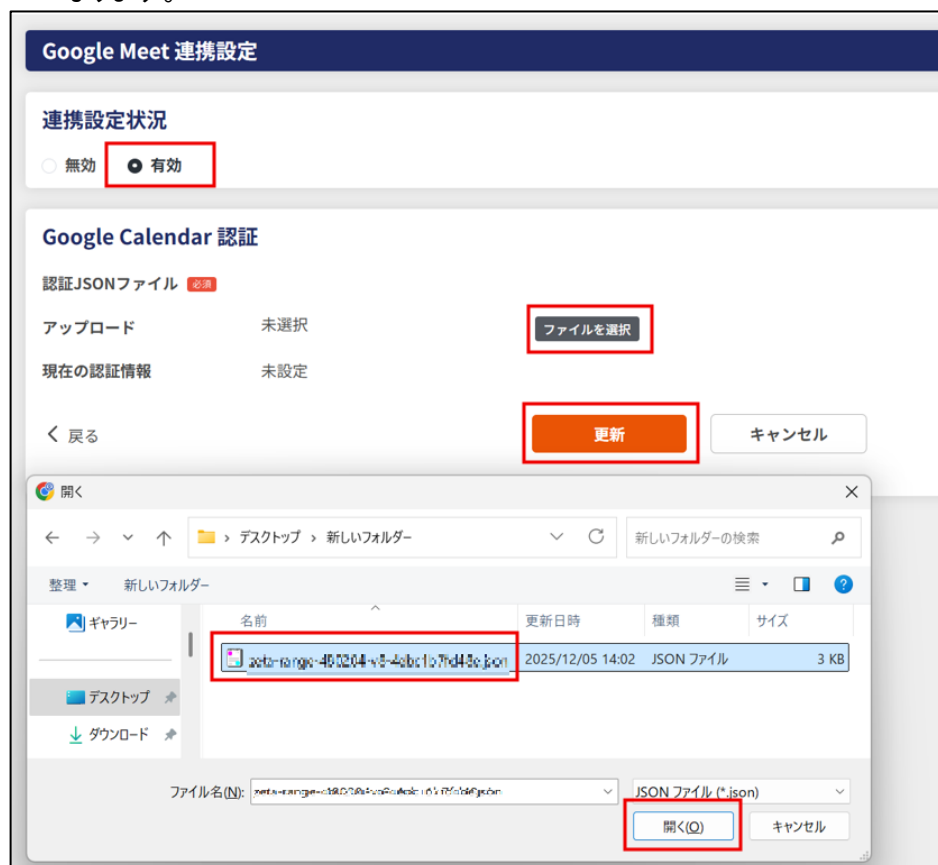 なります。
Google Meet 連携設定
連携設定状況
無効 有効
Google Calendar 認証
認証JSONファイル 必須
アップロード 未選択 ファイルを選択
現在の認証情報 未設定
戻る 更新 キャンセル
開く
デスクトップ 新しいフォルダー 新しいフォルダーの検索
整理 新しいフォルダー
名前 更新日時 種類 サイズ
ギャラリー
2025/12/05 14:02 JSON ファイル 3 KB
デスクトップ
ダウンロード
ファイル名(N): JSON ファイル (*.json)
開く(O) キャンセル